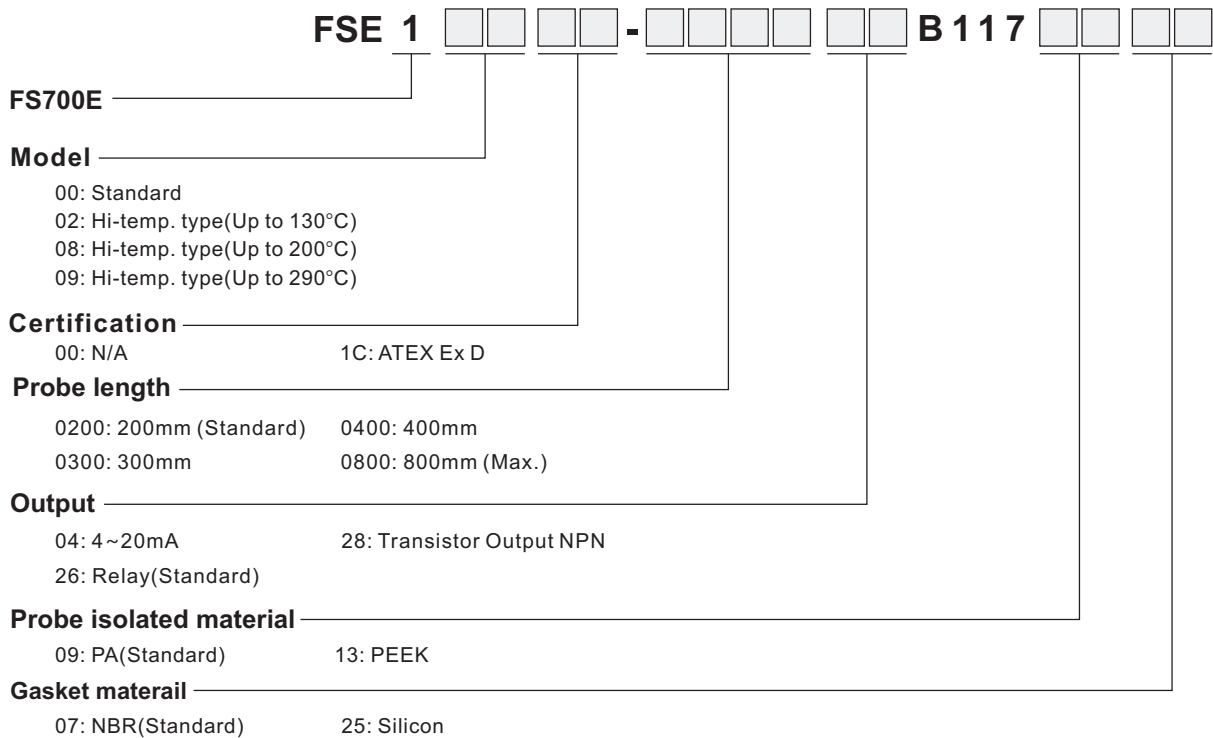 FSE 1 □□ □□-□□□□ □□ B117 □□ □□
FS700E
Model
00: Standard
02: Hi-temp. type(Up to 130°C)
08: Hi-temp. type(Up to 200°C)
09: Hi-temp. type(Up to 290°C)
Certification
00: N/A 1C: ATEX Ex D
Probe length
0200: 200mm (Standard) 0400: 400mm
0300: 300mm 0800: 800mm (Max.)
Output
04: 4~20mA 28: Transistor Output NPN
26: Relay(Standard)
Probe isolated material
09: PA(Standard) 13: PEEK
Gasket materail
07: NBR(Standard) 25: Silicon